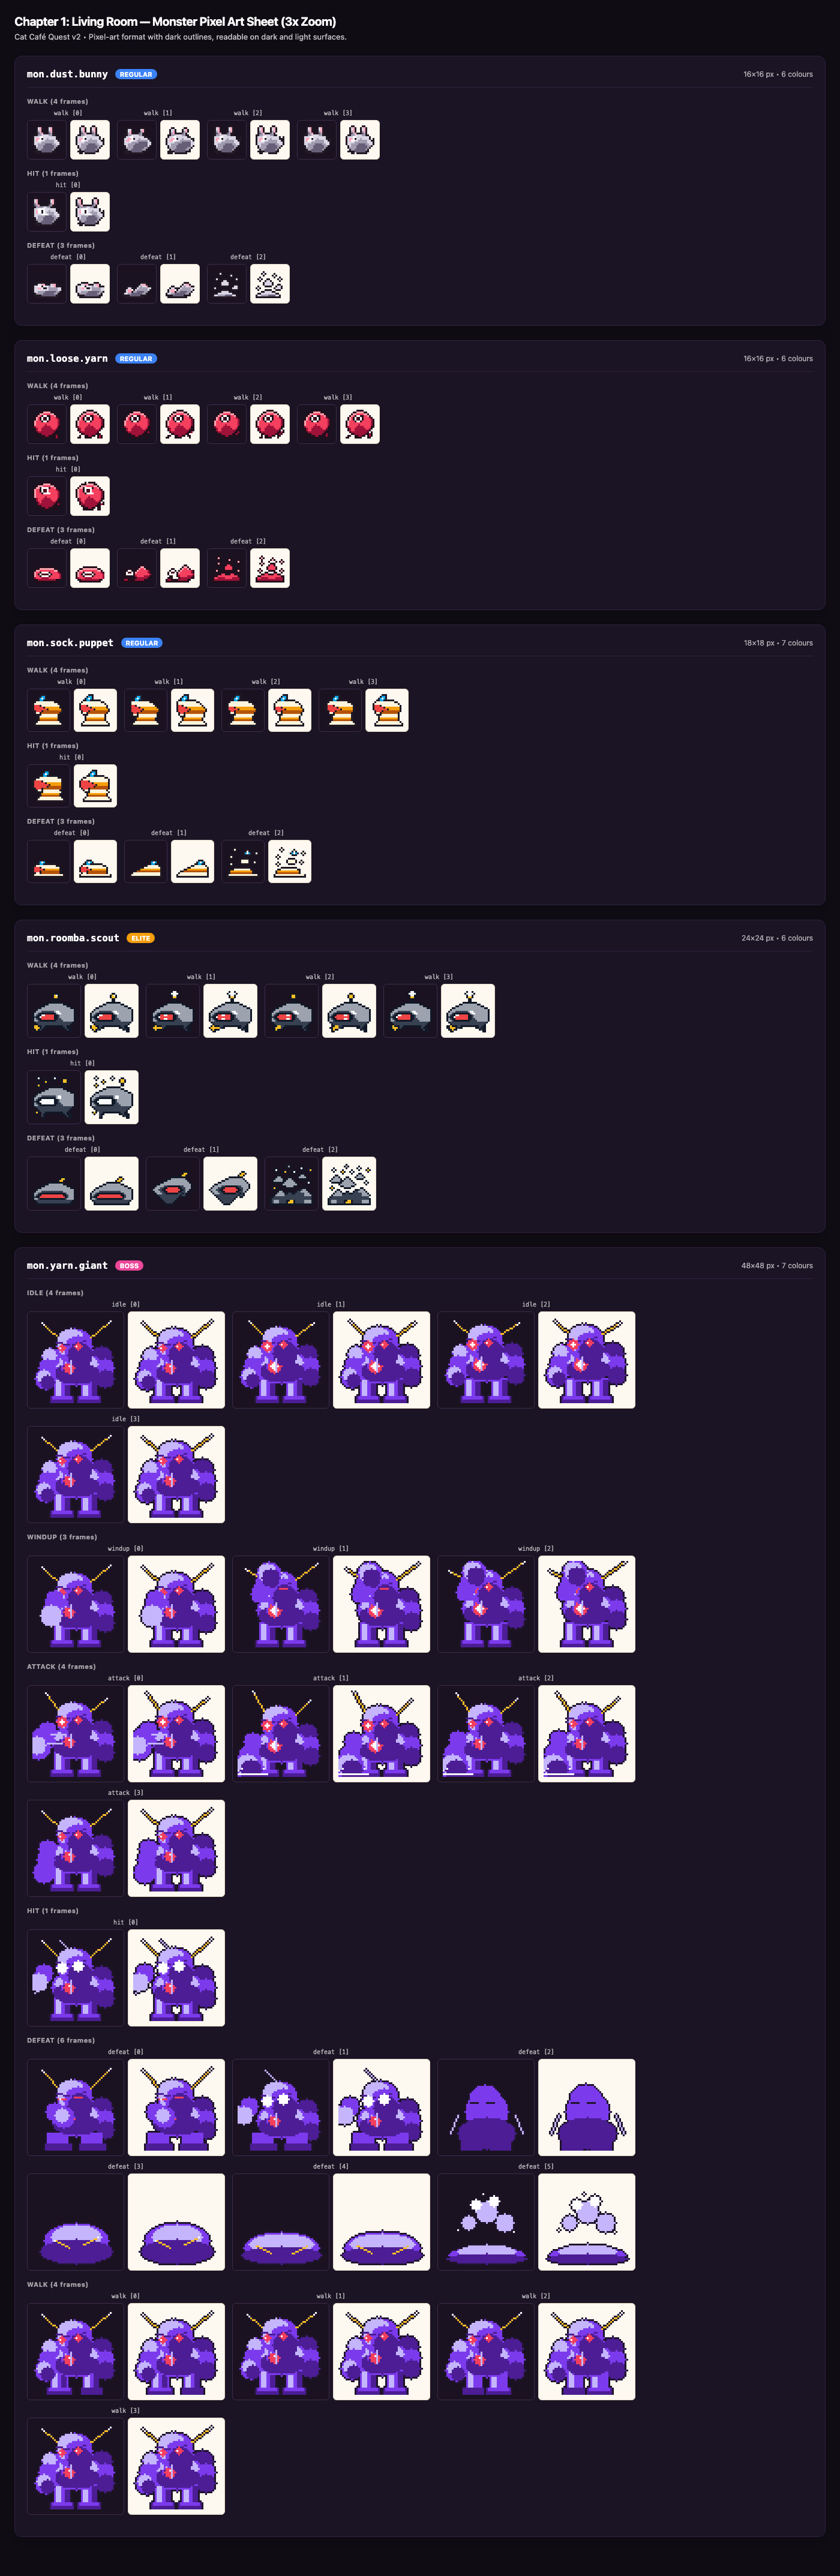 Chapter 1: Living Room — Monster Pixel Art Sheet (3x Zoom)
Cat Café Quest v2 • Pixel-art format with dark outlines, readable on dark and light surfaces.
mon.dust.bunny REGULAR 16×16 px • 6 colours
WALK (4 frames)
walk [0] walk [1] walk [2] walk [3]
HIT (1 frames)
hit [0]
DEFEAT (3 frames)
defeat [0] defeat [1] defeat [2]
mon.loose.yarn REGULAR 16×16 px • 6 colours
WALK (4 frames)
walk [0] walk [1] walk [2] walk [3]
HIT (1 frames)
hit [0]
DEFEAT (3 frames)
defeat [0] defeat [1] defeat [2]
mon.sock.puppet REGULAR 18×18 px • 7 colours
WALK (4 frames)
walk [0] walk [1] walk [2] walk [3]
HIT (1 frames)
hit [0]
DEFEAT (3 frames)
defeat [0] defeat [1] defeat [2]
mon.roomba.scout ELITE 24×24 px • 6 colours
WALK (4 frames)
walk [0] walk [1] walk [2] walk [3]
HIT (1 frames)
hit [0]
DEFEAT (3 frames)
defeat [0] defeat [1] defeat [2]
mon.yarn.giant BOSS 48×48 px • 7 colours
IDLE (4 frames)
idle [0] idle [1] idle [2]
idle [3]
WINDUP (3 frames)
windup [0] windup [1] windup [2]
ATTACK (4 frames)
attack [0] attack [1] attack [2]
attack [3]
HIT (1 frames)
hit [0]
DEFEAT (6 frames)
defeat [0] defeat [1] defeat [2]
defeat [3] defeat [4] defeat [5]
WALK (4 frames)
walk [0] walk [1] walk [2]
walk [3]